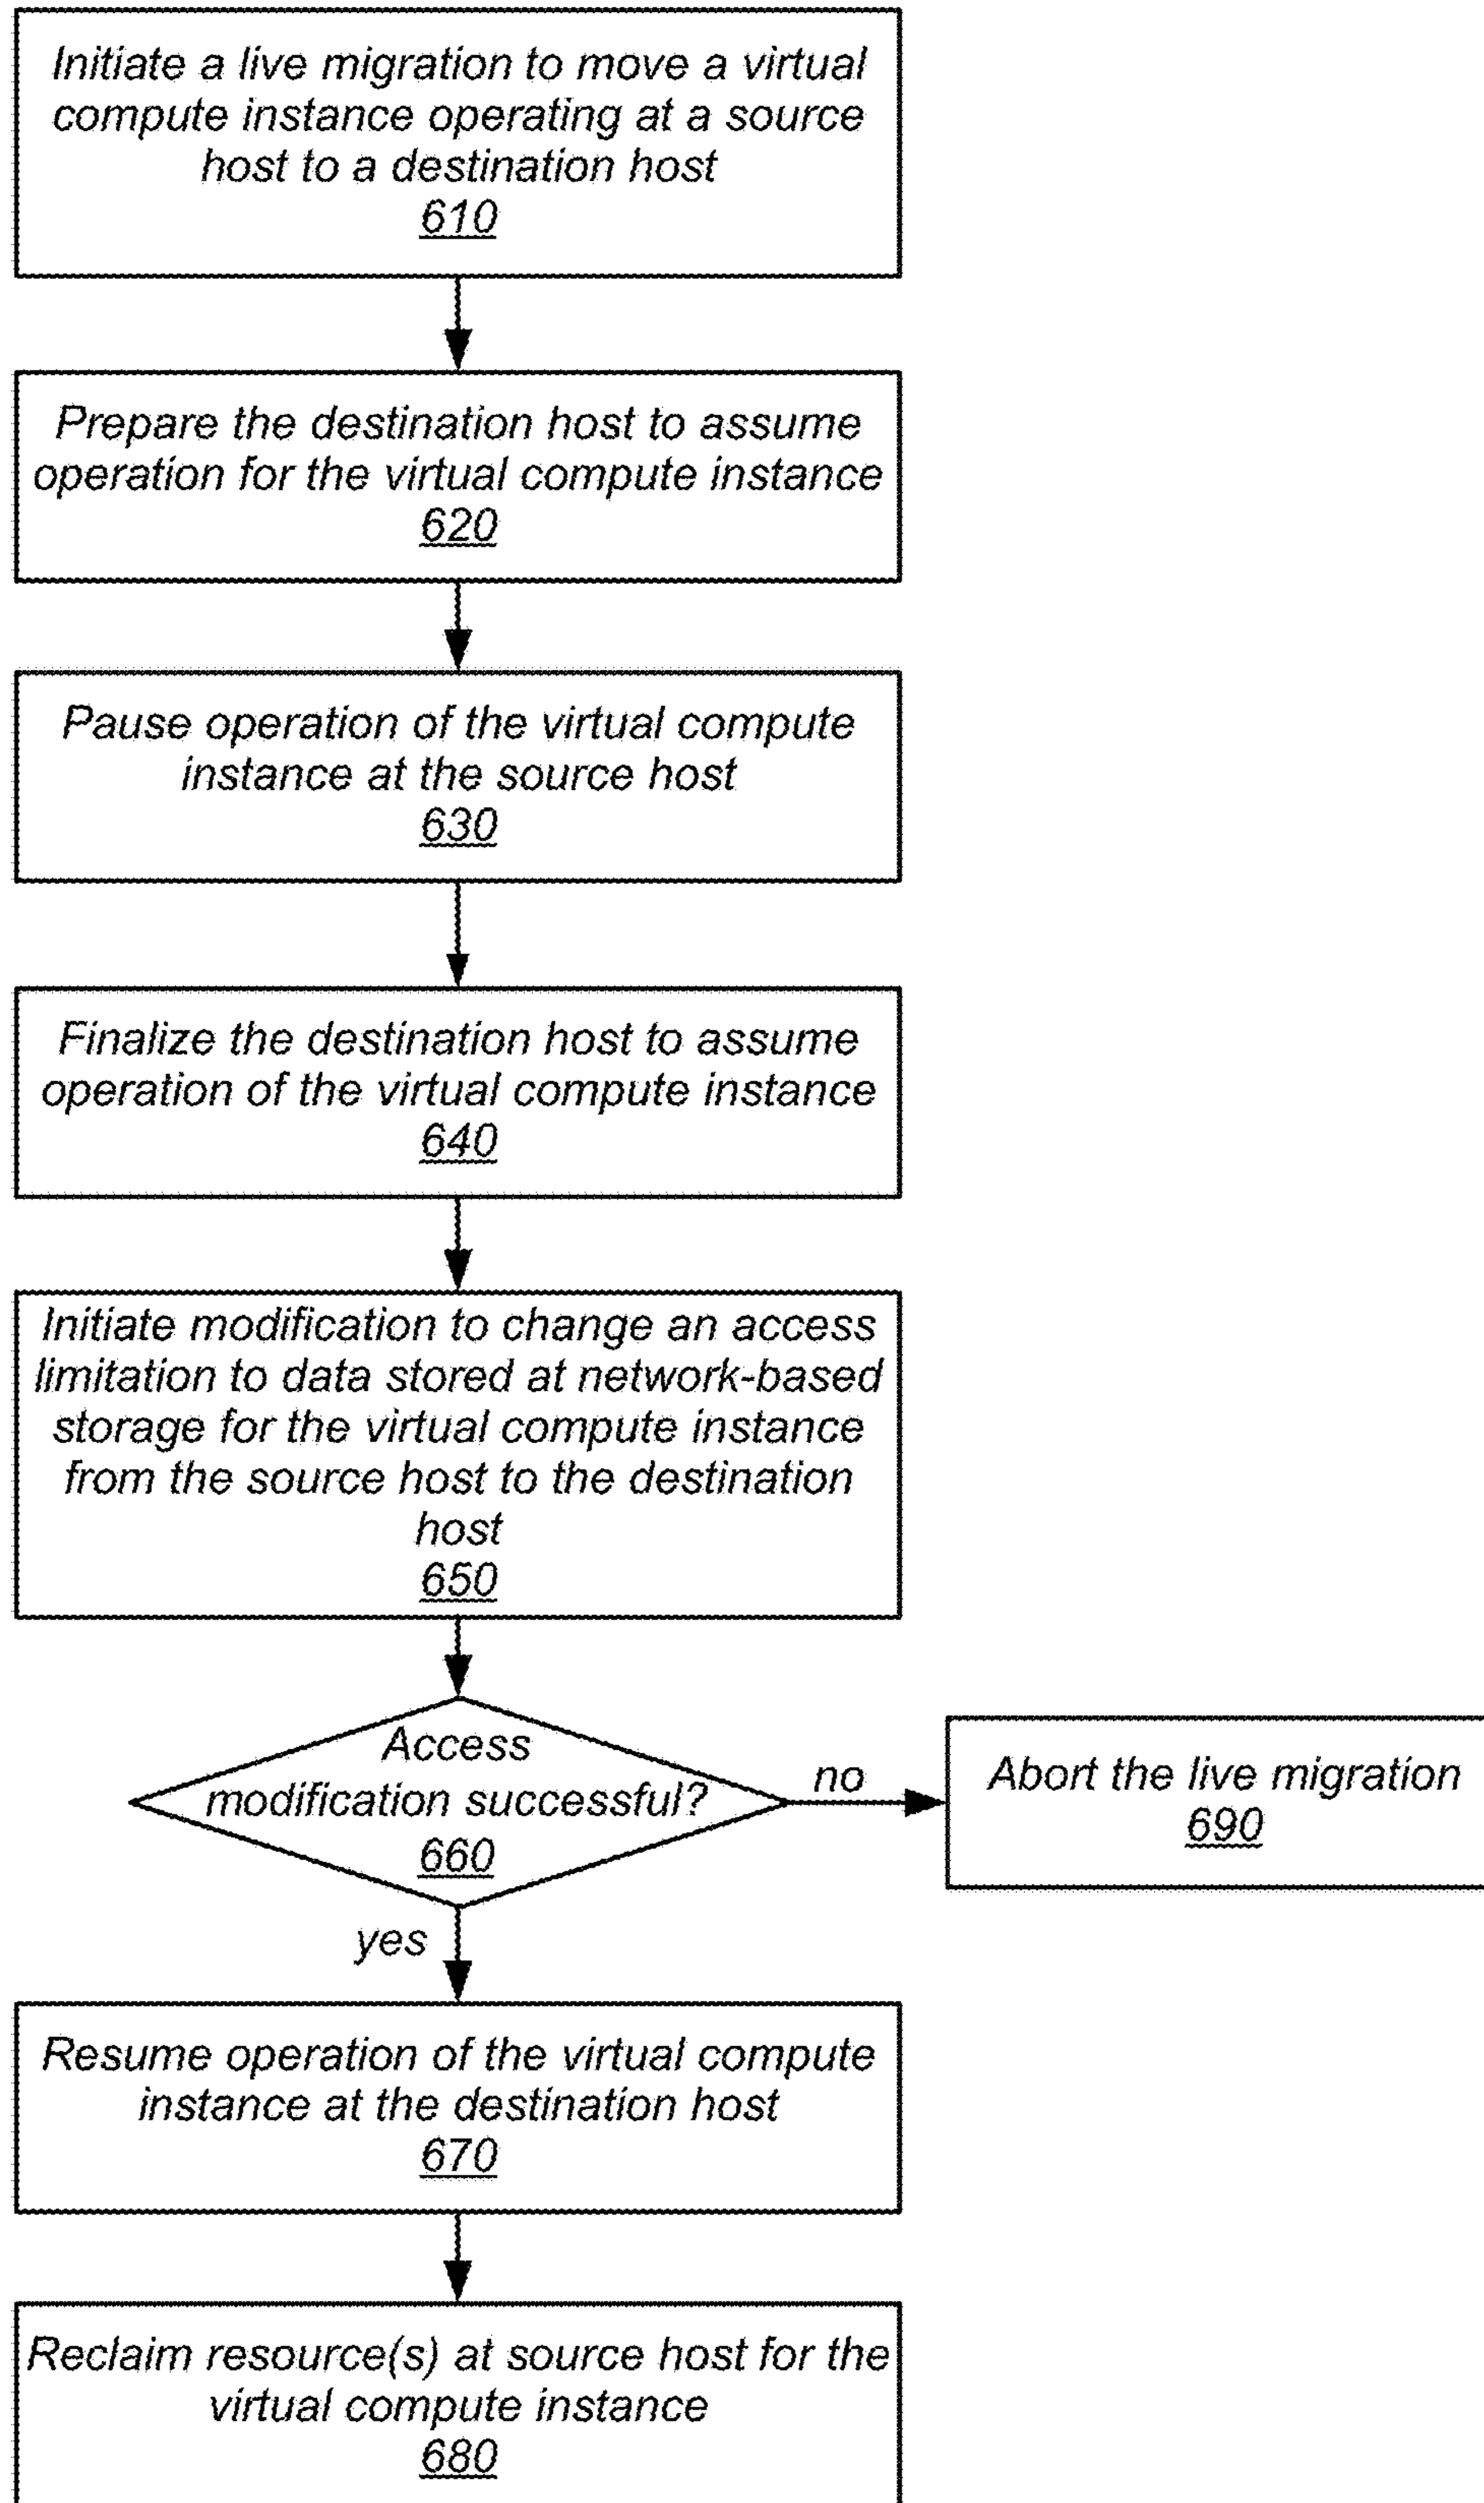 Initiate a live migration to move a virtual
compute instance operating at a source
host to a destination host
610
Prepare the destination host to assume
operation for the virtual compute instance
620
Pause operation of the virtual compute
instance at the source host
630
Finalize the destination host to assume
operation of the virtual compute instance
640
Initiate modification to change an access
limitation to data stored at network-based
storage for the virtual compute instance
from the source host to the destination
host
650
Access
modification successful?
660
no
Abort the live migration
690
yes
Resume operation of the virtual compute
instance at the destination host
670
Reclaim resource(s) at source host for the
virtual compute instance
680